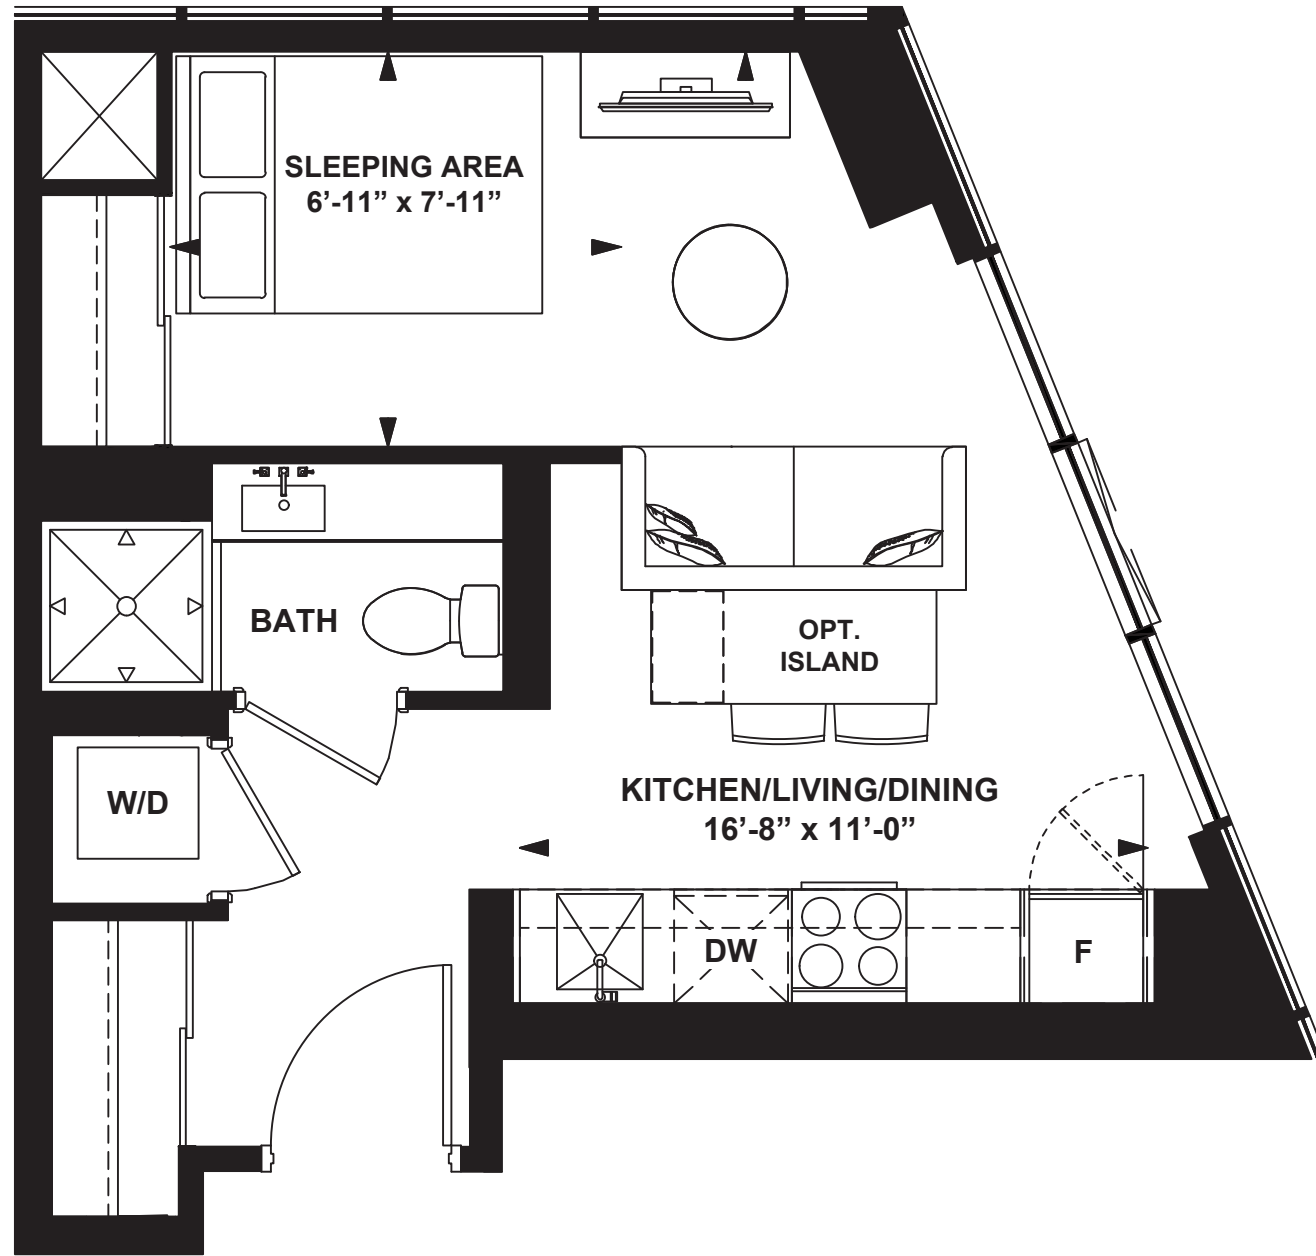 SLEEPING AREA
6’-11” x 7’-11”
BATH
OPT.
ISLAND
W/D
KITCHEN/LIVING/DINING
16’-8” x 11’-0”
DW
F